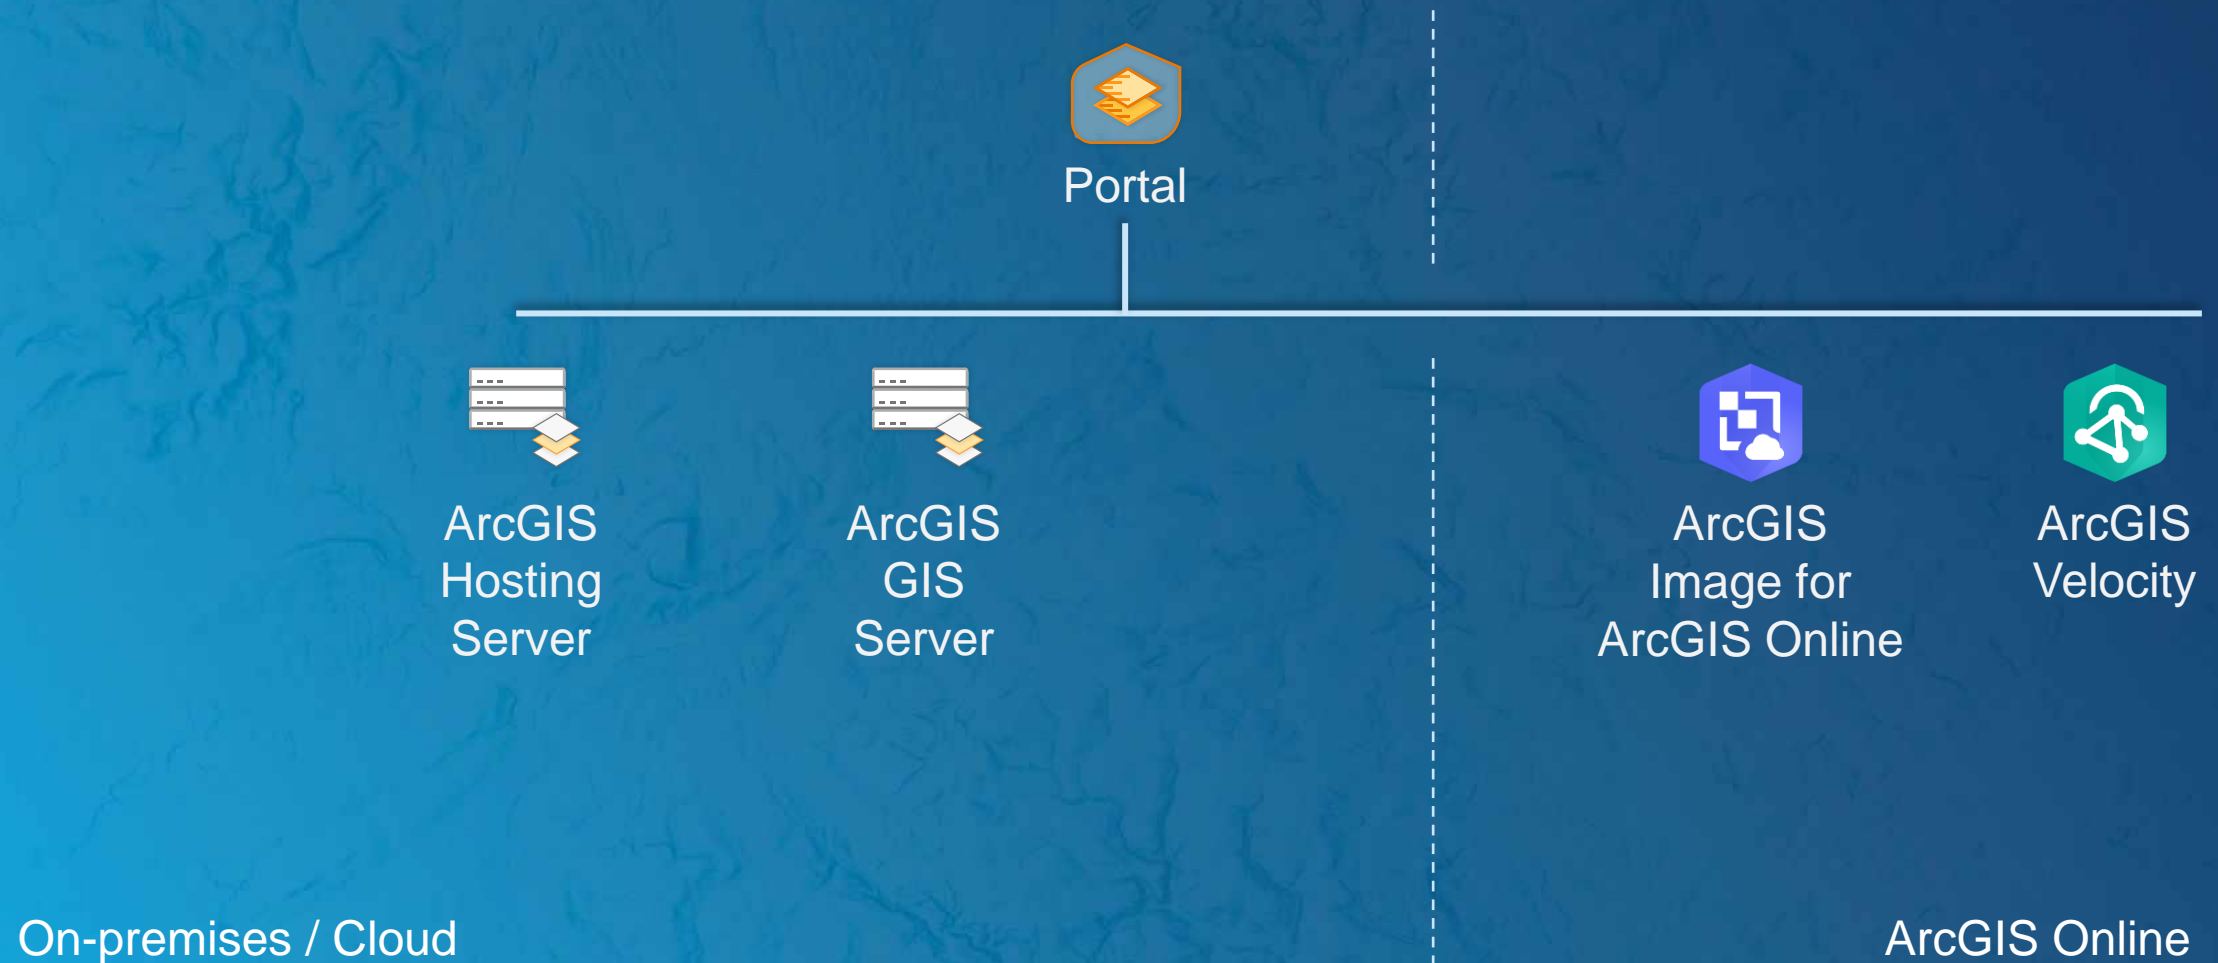 Portal
ArcGIS
Hosting
Server
ArcGIS
GIS
Server
ArcGIS
Image for
ArcGIS Online
ArcGIS
Velocity
On-premises / Cloud
ArcGIS Online